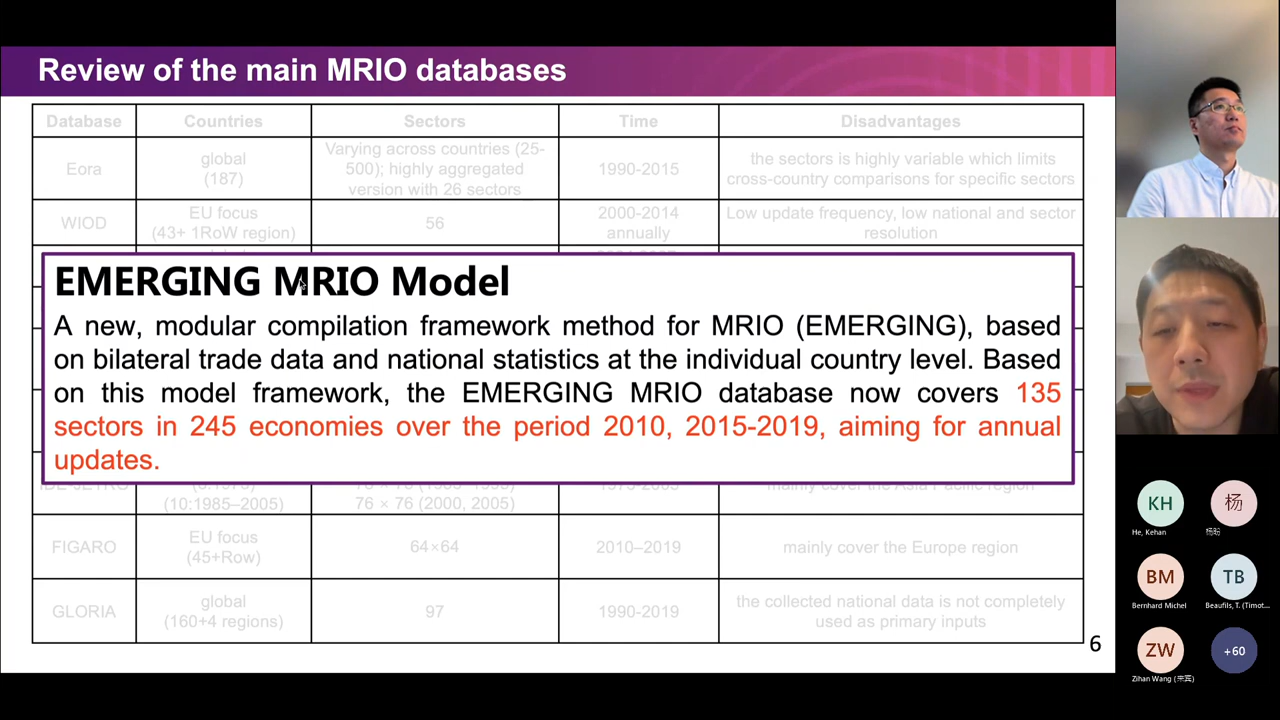 Review of the main MRIO databases
Database Countries Sectors Time Disadvantages
Eora global (187) Varying across countries (25-500); highly aggregated version with 26 sectors 1990-2015 the sectors is highly variable which limits cross-country comparisons for specific sectors
WIOD EU focus (43+ 1RoW region) 56 2000-2014 annually Low update frequency, low national and sector resolution
EMERGING MRIO Model
A new, modular compilation framework method for MRIO (EMERGING), based
on bilateral trade data and national statistics at the individual country level. Based
on this model framework, the EMERGING MRIO database now covers 135
sectors in 245 economies over the period 2010, 2015-2019, aiming for annual
updates.
(10:1985–2005) 76 × 76 (2000, 2005)
FIGARO EU focus (45+Row) 64×64 2010–2019 mainly cover the Europe region
GLORIA global (160+4 regions) 97 1990-2019 the collected national data is not completely used as primary inputs
6
KH
He, Kehan
杨
BM
Bernhard Michel
TB
Beaufils, T. (Timot...
ZW
Zihan Wang
+60